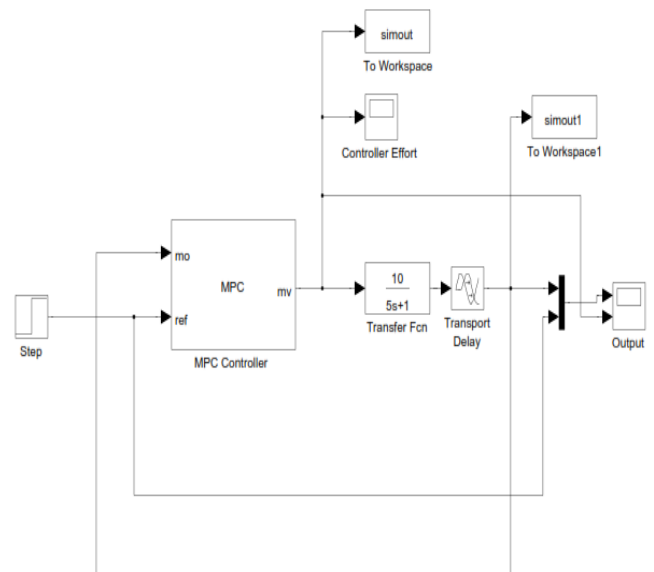 simout
To Workspace
Controller Effort
simout1
To Workspace1
mo
MPC
mv
ref
MPC Controller
Step
10
5s+1
Transfer Fcn
Transport
Delay
Output